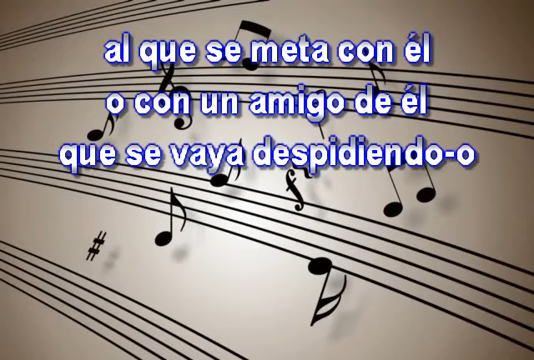 al que se meta con él
o con un amigo de él
que se vaya despidiendo-o